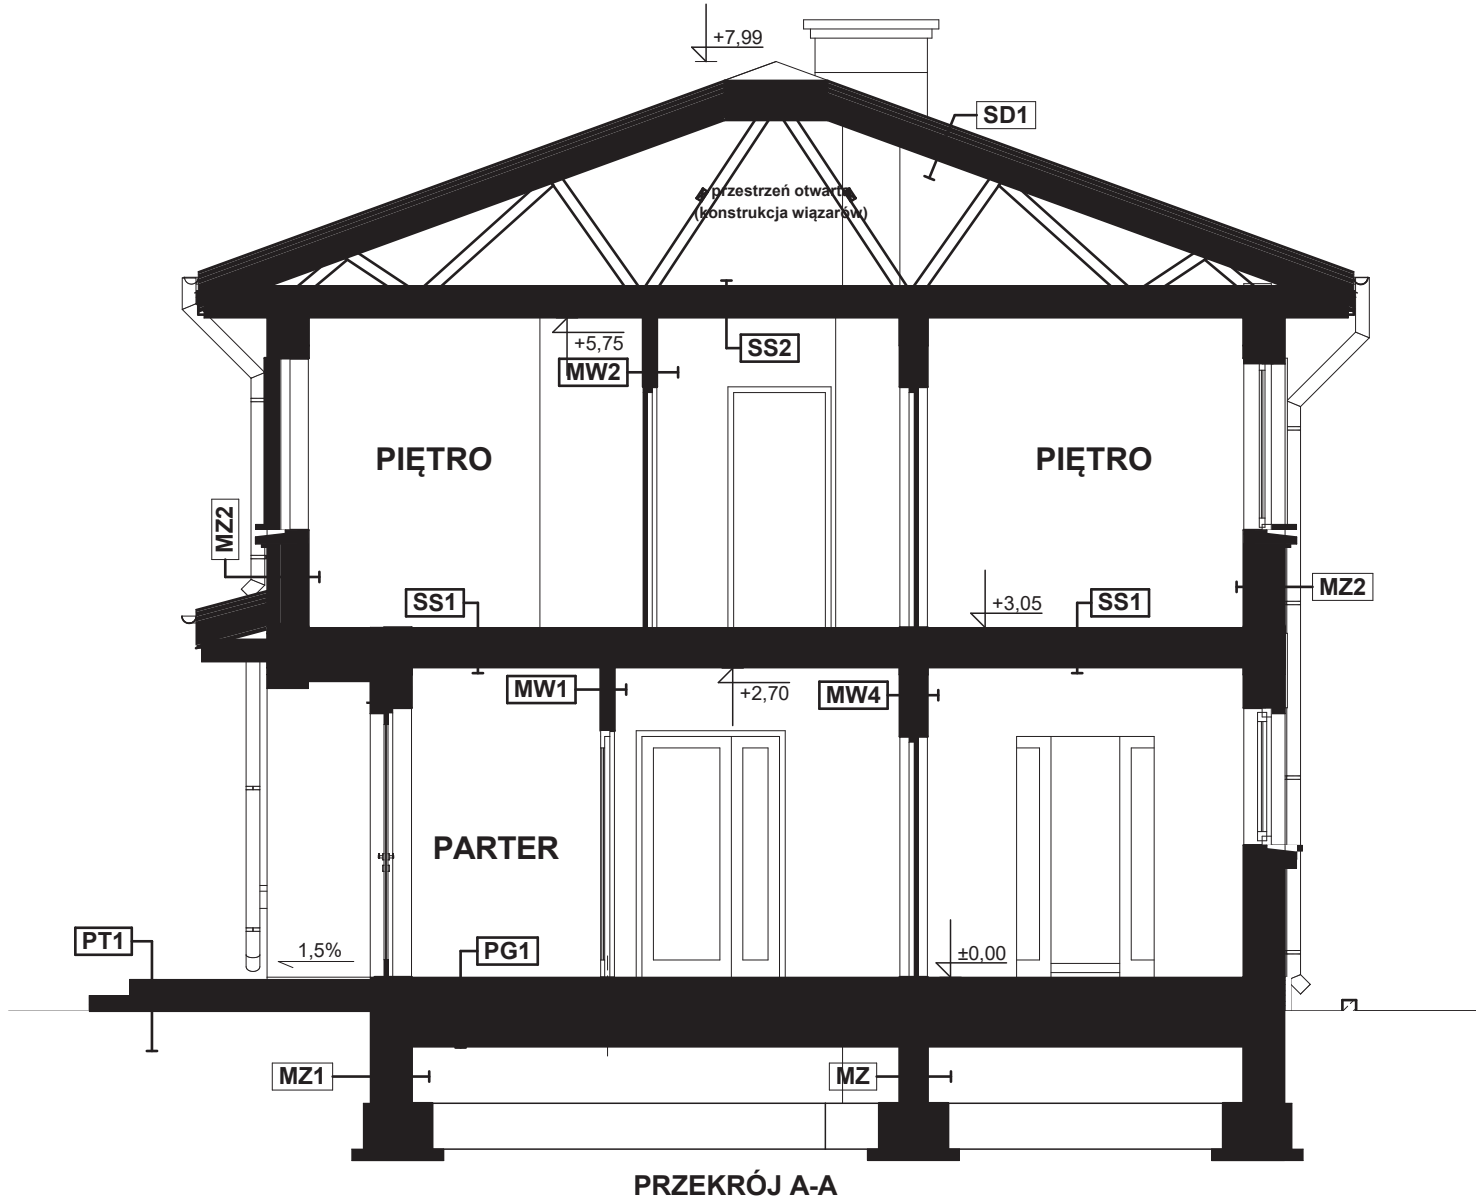 +7,99
SD1
przestrzeń otwarta
(konstrukcja wiązarów)
+5,75
SS2
MW2
PIĘTRO
PIĘTRO
MZ2
SS1
+3,05
SS1
MZ2
MW1
+2,70
MW4
PARTER
PT1
1,5%
PG1
±0,00
MZ1
MZ
PRZEKRÓJ A-A